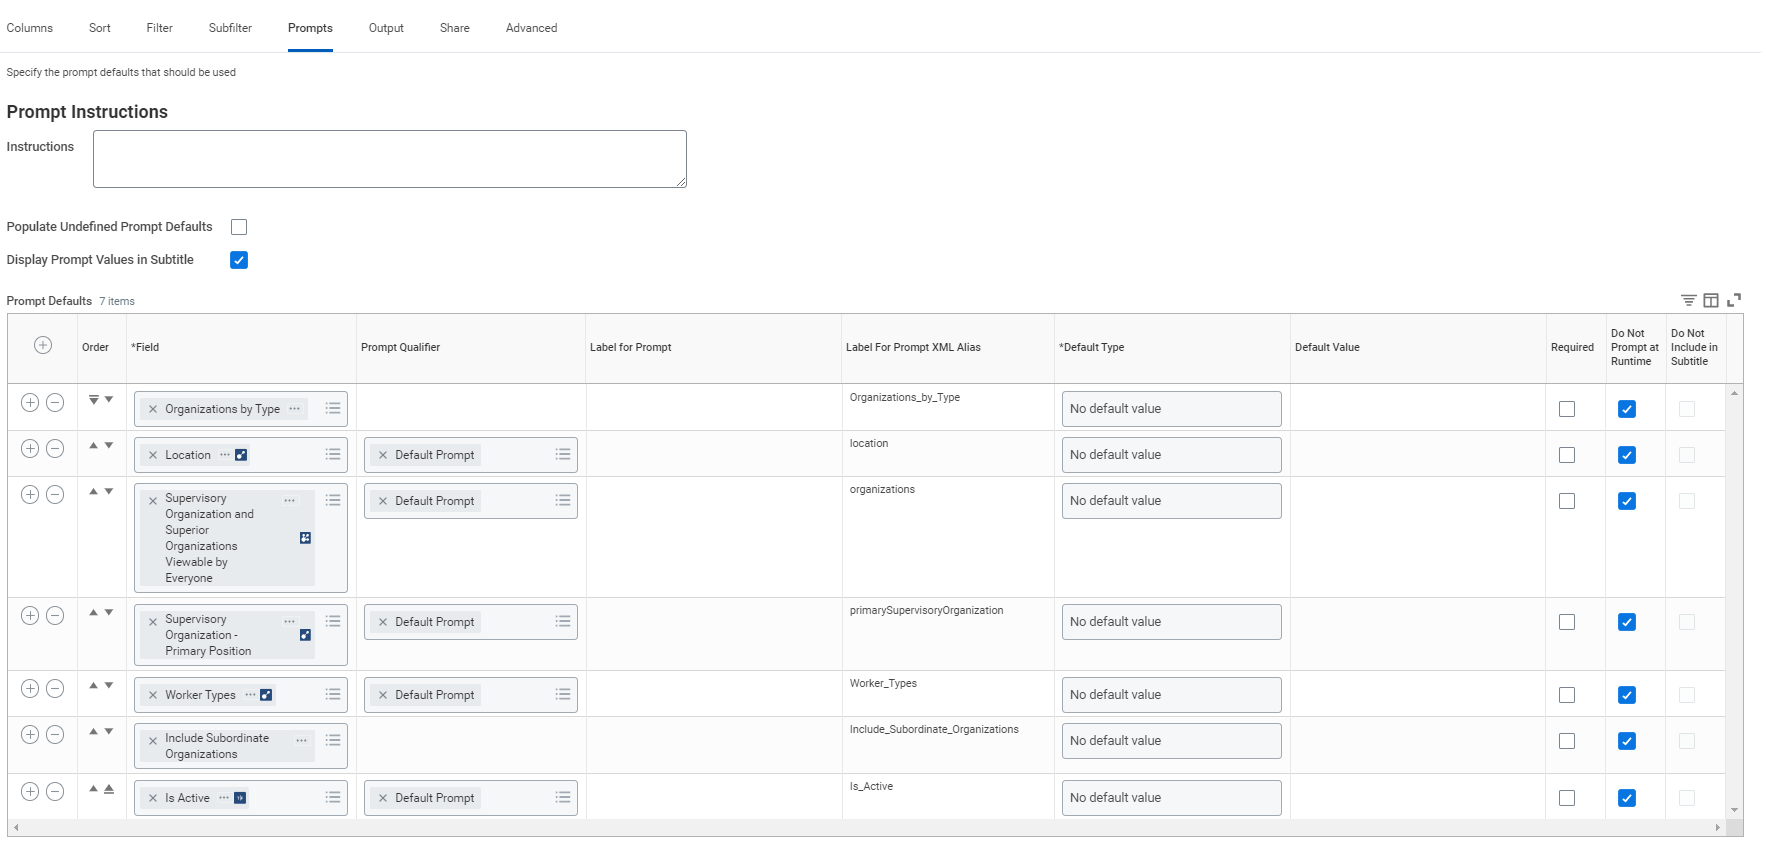 Columns Sort Filter Subfilter Prompts Output Share Advanced
Specify the prompt defaults that should be used
Prompt Instructions
Instructions
Populate Undefined Prompt Defaults
Display Prompt Values in Subtitle
Prompt Defaults 7 items
Order *Field Prompt Qualifier Label for Prompt Label For Prompt XML Alias *Default Type Default Value Required
Do Not
Prompt at
Runtime
Do Not
Include in
Subtitle
Organizations by Type Organizations_by_Type No default value
Location Default Prompt location No default value
Supervisory
Organization and
Superior
Organizations
Viewable by
Everyone
Default Prompt organizations No default value
Supervisory
Organization -
Primary Position
Default Prompt primarySupervisoryOrganization No default value
Worker Types Default Prompt Worker_Types No default value
Include Subordinate
Organizations
Include_Subordinate_Organizations No default value
Is Active Default Prompt Is_Active No default value